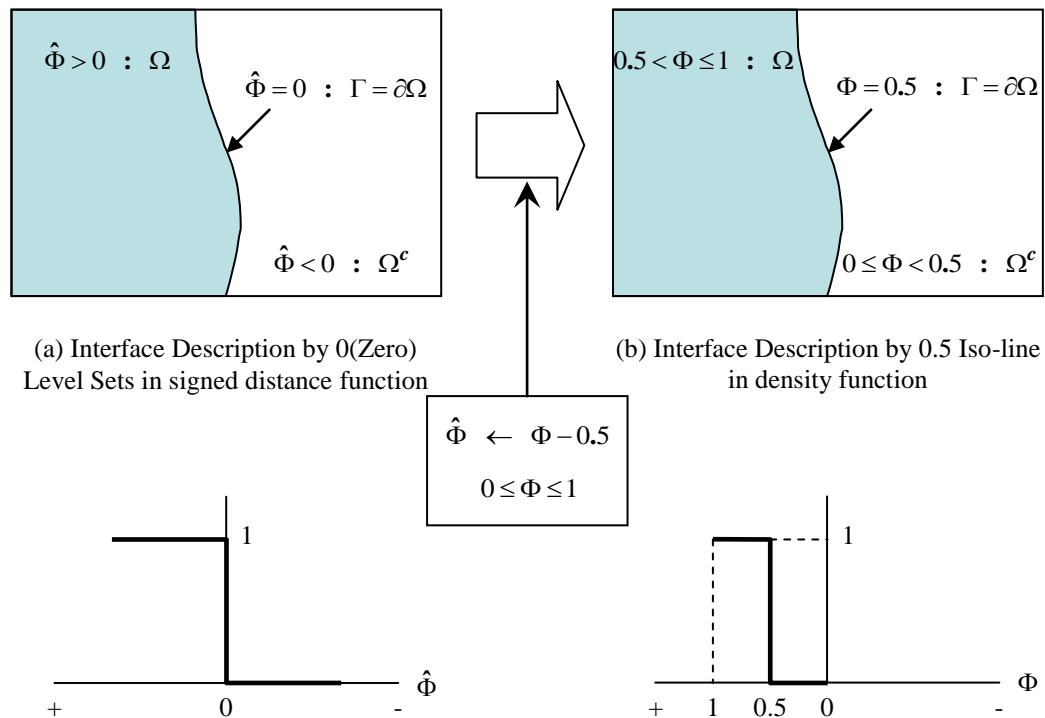 Φ̂ > 0 : Ω
Φ̂ = 0 : Γ = ∂Ω
Φ̂ < 0 : Ωᶜ
0.5 < Φ ≤ 1 : Ω
Φ = 0.5 : Γ = ∂Ω
0 ≤ Φ < 0.5 : Ωᶜ
(a) Interface Description by 0(Zero)
Level Sets in signed distance function
(b) Interface Description by 0.5 Iso-line
in density function
Φ̂ ← Φ − 0.5
0 ≤ Φ ≤ 1
1
Φ̂
+ 0 -
1
Φ
+ 1 0.5 0 -